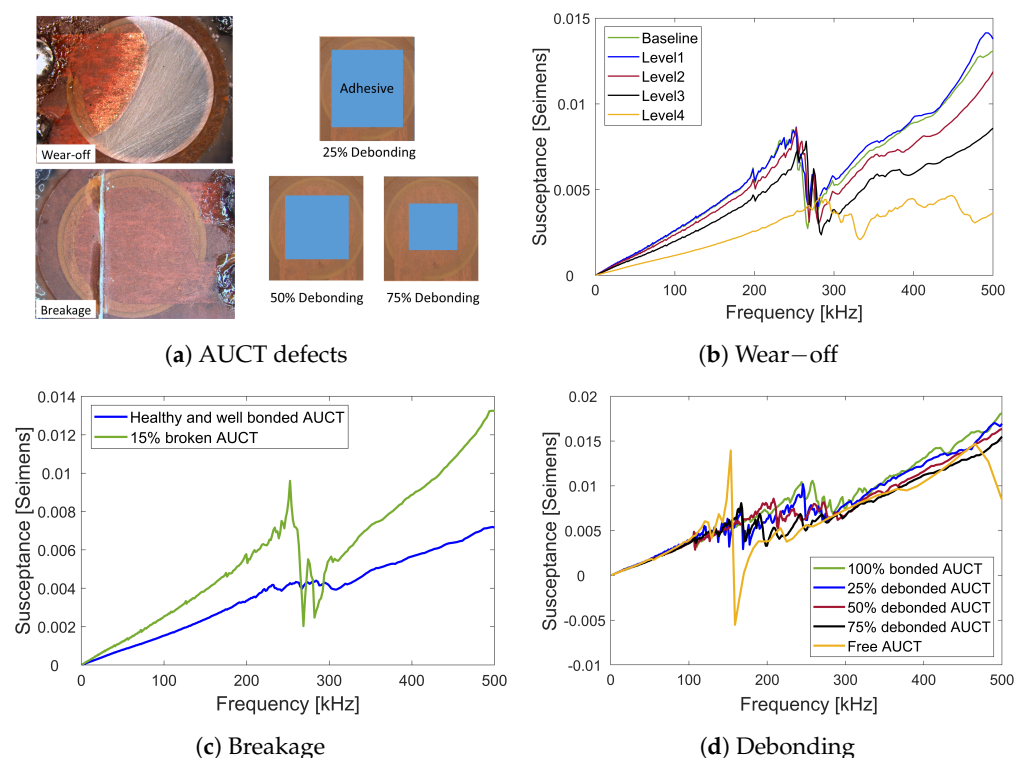 Wear-off
Adhesive
25% Debonding
Breakage
50% Debonding
75% Debonding
(a) AUCT defects
0.015
0.01
0.005
0
Susceptance [Seimens]
Baseline
Level1
Level2
Level3
Level4
0 100 200 300 400 500
Frequency [kHz]
(b) Wear−off
0.014
0.012
0.01
0.008
0.006
0.004
0.002
0
Susceptance [Seimens]
Healthy and well bonded AUCT
15% broken AUCT
0 100 200 300 400 500
Frequency [kHz]
(c) Breakage
0.02
0.015
0.01
0.005
0
-0.005
-0.01
Susceptance [Seimens]
100% bonded AUCT
25% debonded AUCT
50% debonded AUCT
75% debonded AUCT
Free AUCT
0 100 200 300 400 500
Frequency [kHz]
(d) Debonding